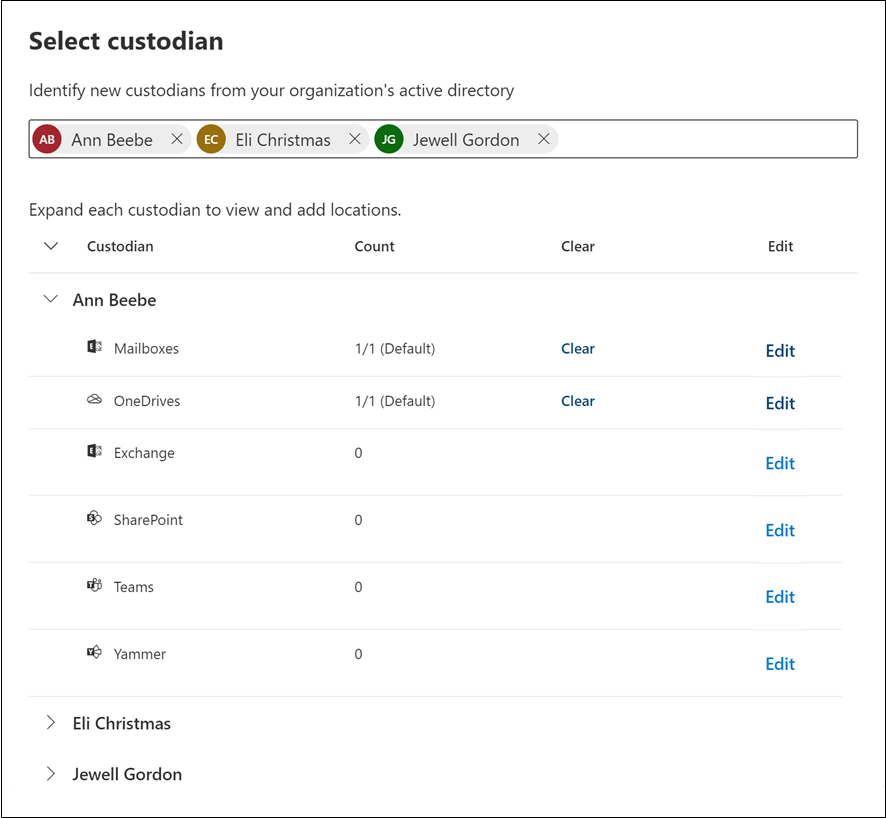 Select custodian
Identify new custodians from your organization's active directory
AB Ann Beebe EC Eli Christmas JG Jewell Gordon
Expand each custodian to view and add locations.
Custodian Count Clear Edit
Ann Beebe
Mailboxes 1/1 (Default) Clear Edit
OneDrives 1/1 (Default) Clear Edit
Exchange 0 Edit
SharePoint 0 Edit
Teams 0 Edit
Yammer 0 Edit
Eli Christmas
Jewell Gordon